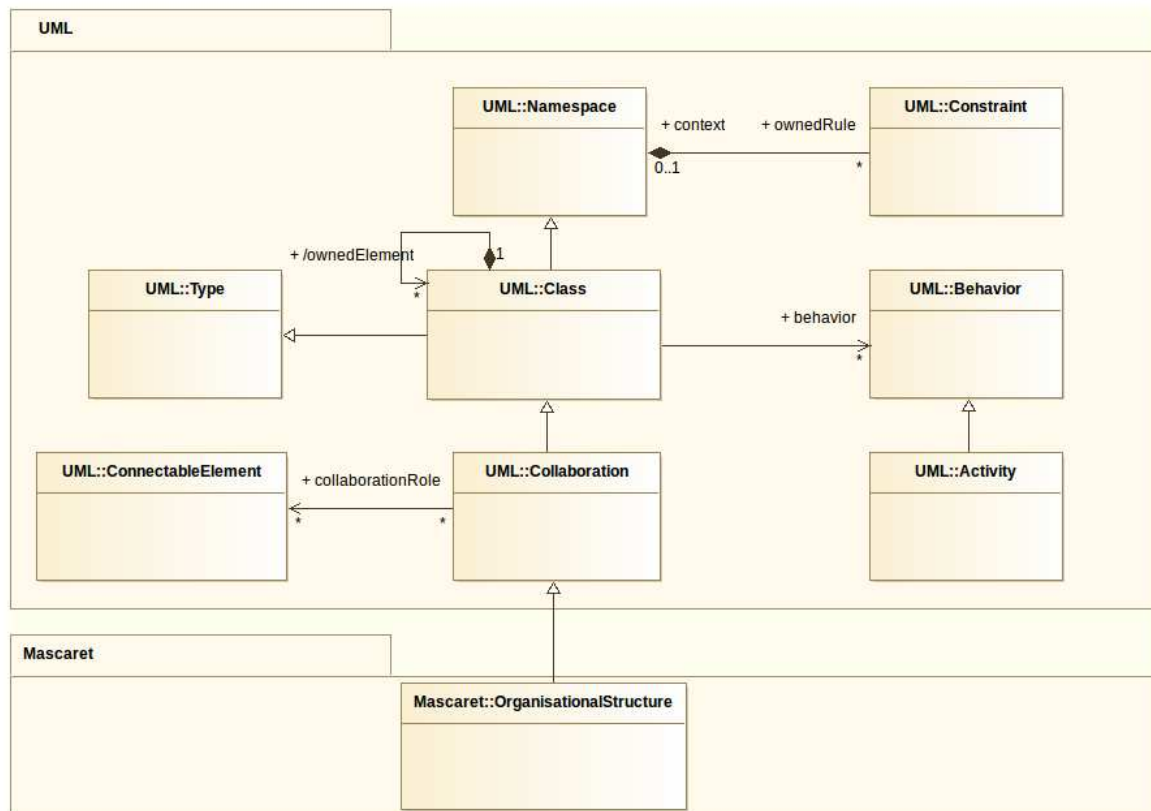 UML
UML::Namespace
UML::Constraint
+ context
+ ownedRule
0..1
*
+ /ownedElement
1
*
UML::Type
UML::Class
UML::Behavior
+ behavior
*
UML::ConnectableElement
UML::Collaboration
UML::Activity
+ collaborationRole
*
*
Mascaret
Mascaret::OrganisationalStructure